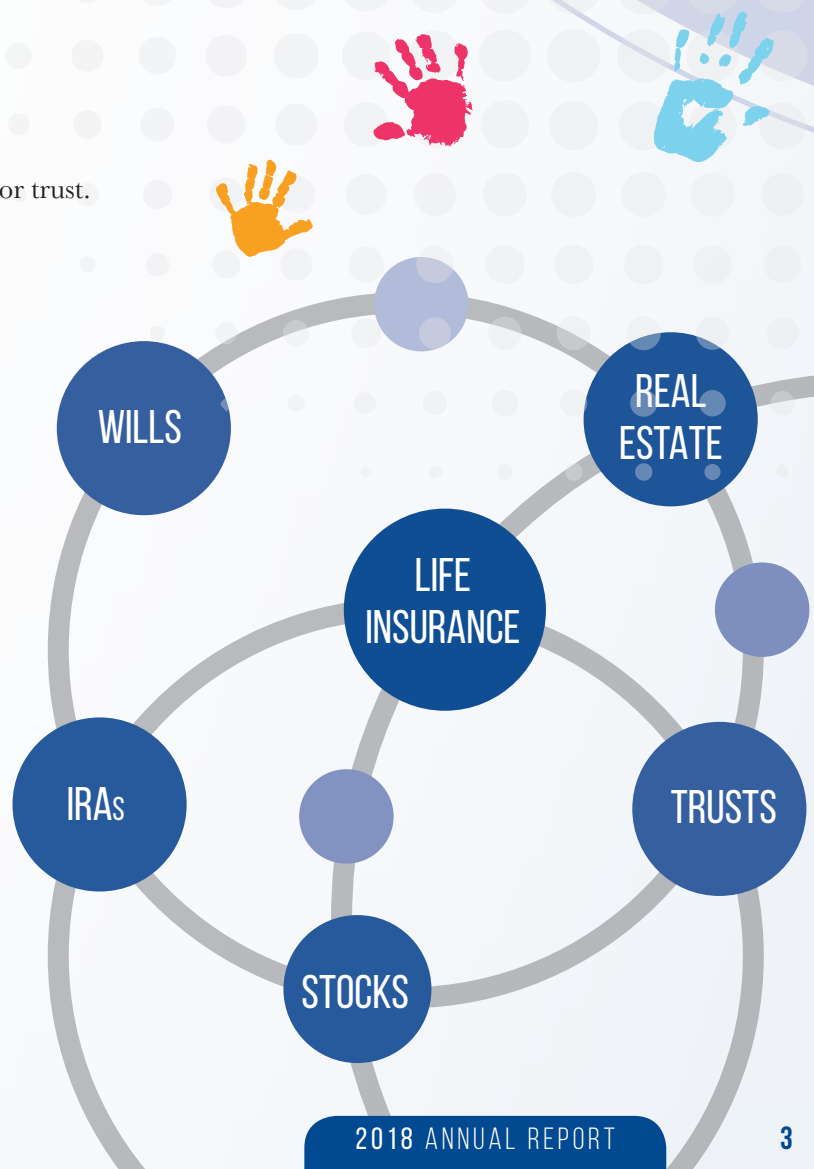 or trust.
WILLS
REAL
ESTATE
LIFE
INSURANCE
IRAs
TRUSTS
STOCKS
2018 ANNUAL REPORT
3